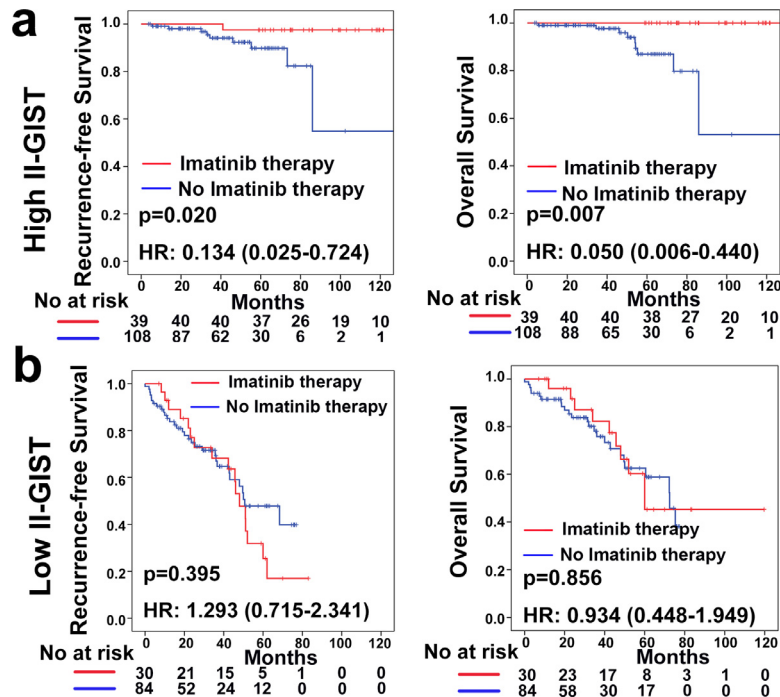 a
High II-GIST
Recurrence-free Survival
1.0
0.8
0.6
0.4
0.2
0.0
Imatinib therapy
No Imatinib therapy
p=0.020
HR: 0.134 (0.025-0.724)
0 20 40 60 80 100 120
Months
Overall Survival
1.0
0.8
0.6
0.4
0.2
0.0
Imatinib therapy
No Imatinib therapy
p=0.007
HR: 0.050 (0.006-0.440)
0 20 40 60 80 100 120
Months
No at risk
39 40 40 37 26 19 10
108 87 62 30 6 2 1
No at risk
39 40 40 38 27 20 10
108 88 65 30 6 2 1
b
Low II-GIST
Recurrence-free Survival
1.0
0.8
0.6
0.4
0.2
0.0
Imatinib therapy
No Imatinib therapy
p=0.395
HR: 1.293 (0.715-2.341)
0 20 40 60 80 100 120
Months
Overall Survival
1.0
0.8
0.6
0.4
0.2
0.0
Imatinib therapy
No Imatinib therapy
p=0.856
HR: 0.934 (0.448-1.949)
0 20 40 60 80 100 120
Months
No at risk
30 21 15 5 1 0 0
84 52 24 12 0 0 0
No at risk
30 23 17 8 3 1 0
84 58 30 17 1 0 0